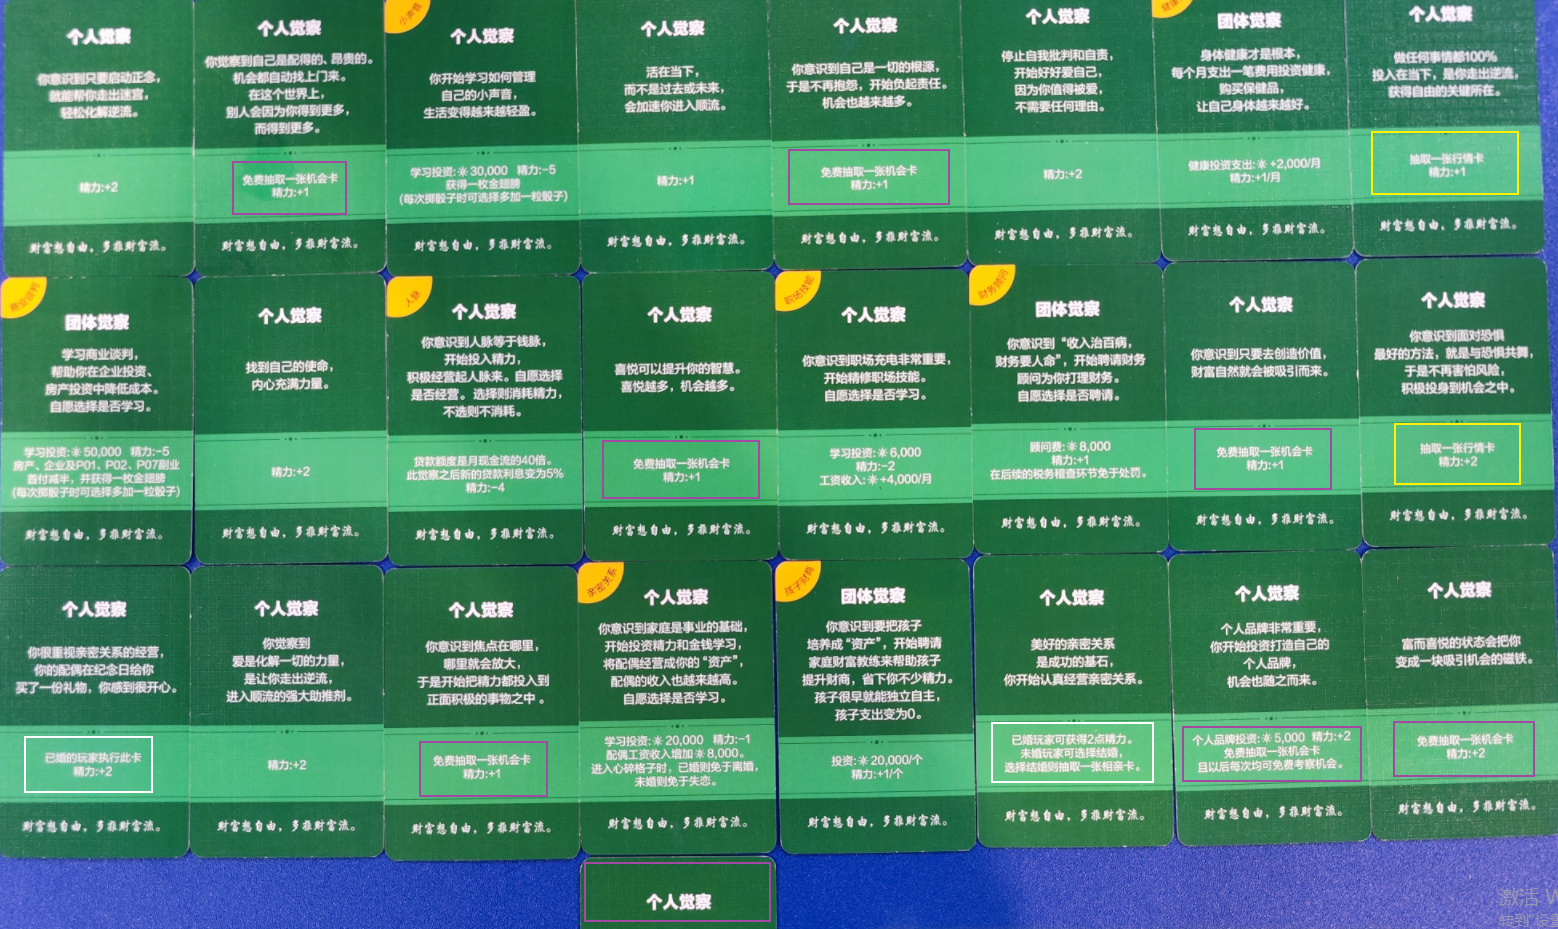 个人觉察
你意识到只要启动正念，
就能帮你走出迷宫，
轻松化解逆流。
精力:+2
财富想自由，多推财富流。
个人觉察
你觉察到自己是配得的、昂贵的。
机会都自动找上门来。
在这个世界上，
别人会因为你得到更多，
而得到更多。
免费抽取一张机会卡
精力:+1
财富想自由，多推财富流。
小声音
个人觉察
你开始学习如何管理
自己的小声音，
生活变得越来越轻盈。
学习投资:☀30,000 精力:-5
获得一枚金翅膀
(每次掷骰子时可选择多加一粒骰子)
财富想自由，多推财富流。
个人觉察
活在当下，
而不是过去或未来，
会加速你进入顺流。
精力:+1
财富想自由，多推财富流。
个人觉察
你意识到自己是一切的根源，
于是不再抱怨，开始负起责任。
机会也越来越多。
免费抽取一张机会卡
精力:+1
财富想自由，多推财富流。
个人觉察
停止自我批判和自责，
开始好好爱自己，
因为你值得被爱，
不需要任何理由。
精力:+2
财富想自由，多推财富流。
健康
团体觉察
身体健康才是根本，
每个月支出一笔费用投资健康，
购买保健品，
让自己身体越来越好。
健康投资支出:☀+2,000/月
精力:+1/月
财富想自由，多推财富流。
个人觉察
做任何事情都100%
投入在当下，是你走出逆流，
获得自由的关健所在。
抽取一张行情卡
精力:+1
财富想自由，多推财富流。
商业谈判
团体觉察
学习商业谈判，
帮助你在企业投资、
房产投资中降低成本。
自愿选择是否学习。
学习投资:☀50,000 精力:-5
房产、企业及P01、P02、P07副业
首付减半，并获得一枚金翅膀
(每次掷骰子时可选择多加一粒骰子)
财富想自由，多推财富流。
个人觉察
找到自己的使命，
内心充满力量。
精力:+2
财富想自由，多推财富流。
人脉
个人觉察
你意识到人脉等于钱脉，
开始投入精力，
积极经营起人脉来。自愿选择
是否经营。选择则消耗精力，
不选则不消耗。
贷款额度是月现金流的40倍。
此觉察之后新的贷款利息变为5%
精力:-4
财富想自由，多推财富流。
个人觉察
喜悦可以提升你的智慧。
喜悦越多，机会越多。
免费抽取一张机会卡
精力:+1
财富想自由，多推财富流。
职场技能
个人觉察
你意识到职场充电非常重要，
开始精修职场技能。
自愿选择是否学习。
学习投资:☀6,000
精力:-2
工资收入:☀+4,000/月
财富想自由，多推财富流。
财务顾问
团体觉察
你意识到“收入治百病，
财务要人命”，开始聘请财务
顾问为你打理财务。
自愿选择是否聘请。
顾问费:☀8,000
精力:+1
在后续的税务稽查环节免于处罚。
财富想自由，多推财富流。
个人觉察
你意识到只要去创造价值，
财富自然就会被吸引而来。
免费抽取一张机会卡
精力:+1
财富想自由，多推财富流。
个人觉察
你意识到面对恐惧
最好的方法，就是与恐惧共舞，
于是不再害怕风险，
积极投身到机会之中。
抽取一张行情卡
精力:+2
财富想自由，多推财富流。
个人觉察
你很重视亲密关系的经营，
你的配偶在纪念日给你
买了一份礼物，你感到很开心。
已婚的玩家执行此卡
精力:+2
财富想自由，多推财富流。
个人觉察
你觉察到
爱是化解一切的力量，
是让你走出逆流，
进入顺流的强大助推剂。
精力:+2
财富想自由，多推财富流。
个人觉察
你意识到焦点在哪里，
哪里就会放大，
于是开始把精力都投入到
正面积极的事物之中 。
免费抽取一张机会卡
精力:+1
财富想自由，多推财富流。
亲密关系
个人觉察
你意识到家庭是事业的基础，
开始投资精力和金钱学习，
将配偶经营成你的“资产”，
配偶的收入也越来越高。
自愿选择是否学习。
学习投资:☀20,000 精力:-1
配偶工资收入增加☀8,000。
进入心碎格子时，已婚则免于离婚，
未婚则免于失恋。
财富想自由，多推财富流。
孩子财商
团体觉察
你意识到要把孩子
培养成“资产”，开始聘请
家庭财富教练来帮助孩子
提升财商，省下你不少精力。
孩子很早就能独立自主，
孩子支出变为0。
投资:☀20,000/个
精力:+1/个
财富想自由，多推财富流。
个人觉察
美好的亲密关系
是成功的基石，
你开始认真经营亲密关系。
已婚玩家可获得2点精力。
未婚玩家可选择结婚，
选择结婚则抽取一张相亲卡。
财富想自由，多推财富流。
个人觉察
个人品牌非常重要，
你开始投资打造自己的
个人品牌，
机会也随之而来。
个人品牌投资:☀5,000 精力:+2
免费抽取一张机会卡
且以后每次均可免费考察机会。
财富想自由，多推财富流。
个人觉察
富而喜悦的状态会把你
变成一块吸引机会的磁铁。
免费抽取一张机会卡
精力:+2
财富想自由，多推财富流。
个人觉察
激活 W
转到"设置